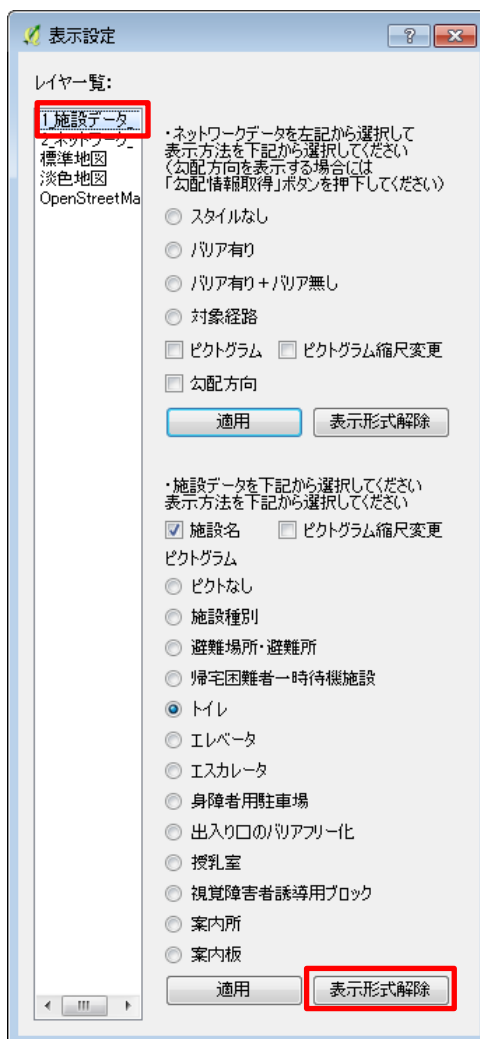 表示設定
レイヤ一覧:
1_施設データ_
2_ネットワーク_
標準地図
淡色地図
OpenStreetMa
・ネットワークデータを左記から選択して
表示方法を下記から選択してください
(勾配方向を表示する場合には
「勾配情報取得」ボタンを押下してください)
スタイルなし
バリア有り
バリア有り+バリア無し
対象経路
ピクトグラム ピクトグラム縮尺変更
勾配方向
適用 表示形式解除
・施設データを下記から選択してください
表示方法を下記から選択してください
施設名 ピクトグラム縮尺変更
ピクトグラム
ピクトなし
施設種別
避難場所・避難所
帰宅困難者一時待機施設
トイレ
エレベータ
エスカレータ
身障者用駐車場
出入り口のバリアフリー化
授乳室
視覚障害者誘導用ブロック
案内所
案内板
適用 表示形式解除